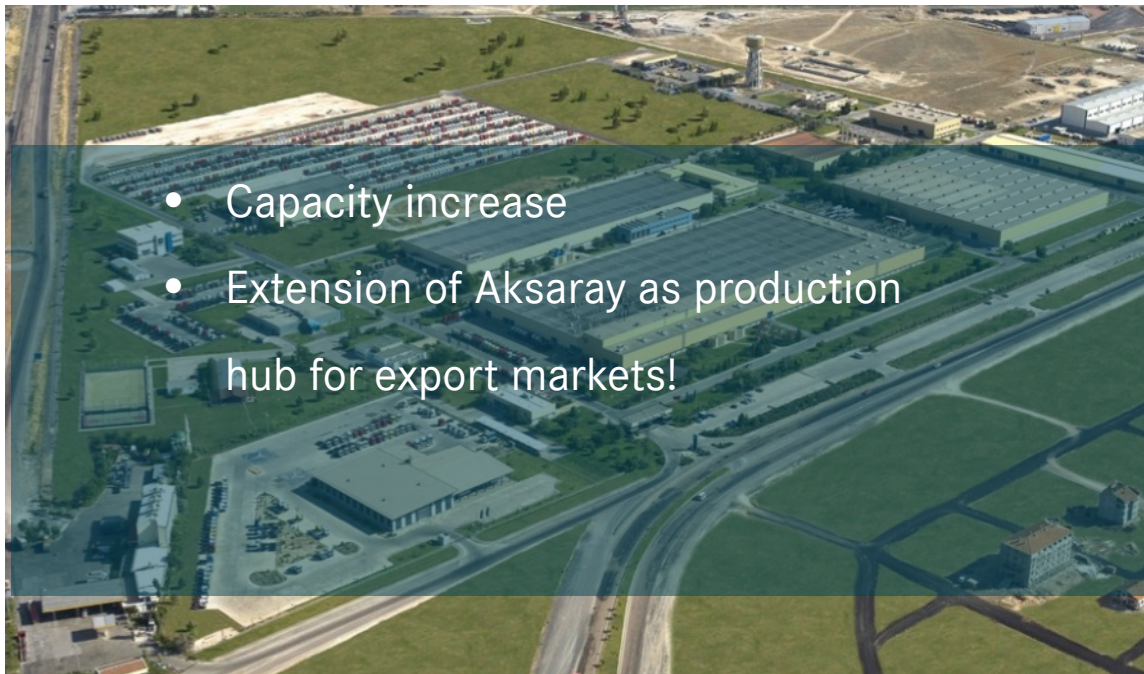 • Capacity increase
• Extension of Aksaray as production
hub for export markets!